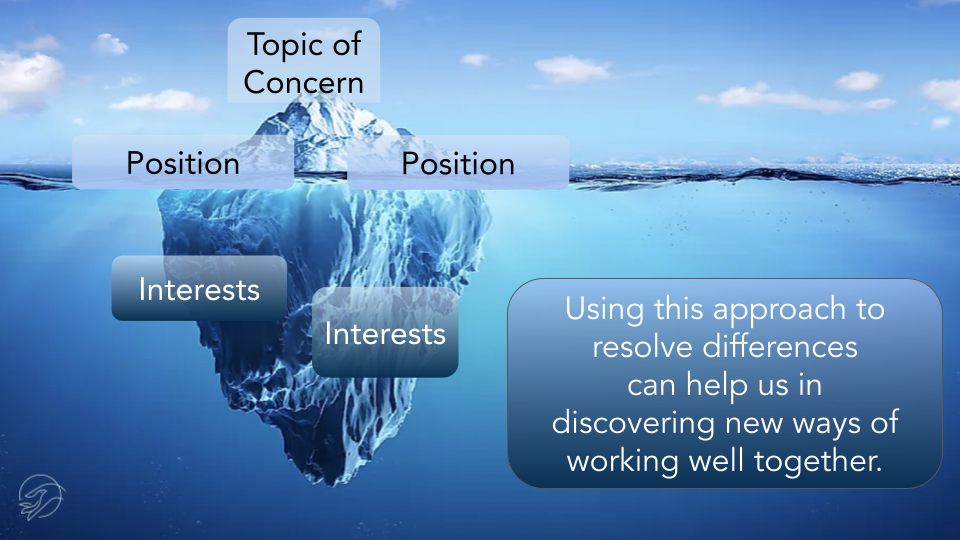 Topic of
Concern
Position
Position
Interests
Interests
Using this approach to
resolve differences
can help us in
discovering new ways of
working well together.